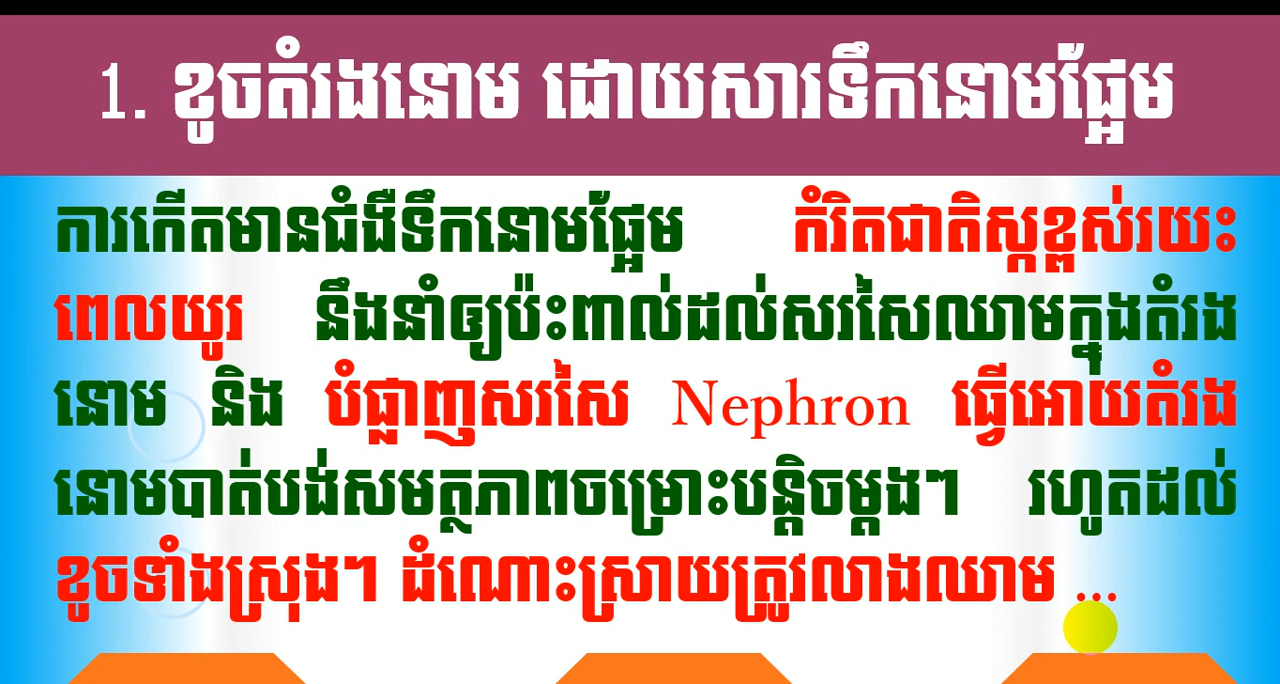 1. ខូចតំរងនោម ដោយសារទឹកនោមផ្អែម
ការកើតមានជំងឺទឹកនោមផ្អែម កំរិតជាតិស្ករខ្ពស់រយះ
ពេលយូរ នឹងនាំឲ្យប៉ះពាល់ដល់សរសៃឈាមក្នុងតំរង
នោម និង បំផ្លាញសរសៃ Nephron ធ្វើអោយតំរង
នោមបាត់បង់សមត្ថភាពចម្រោះបន្តិចម្តងៗ រហូតដល់
ខូចទាំងស្រុងៗ ដំណោះស្រាយត្រូវលាងឈាម ...